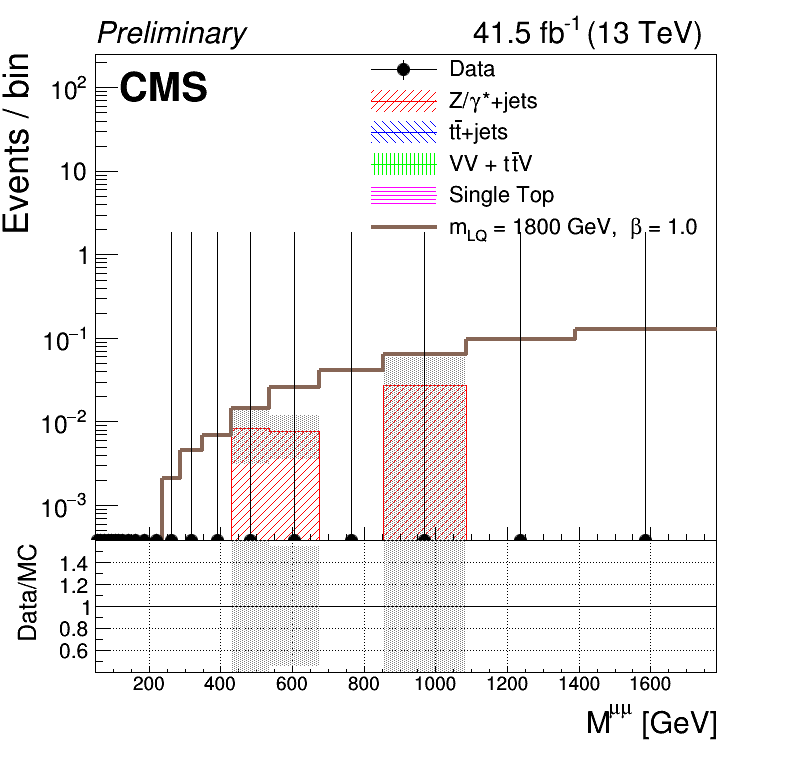 Preliminary 41.5 fb⁻¹ (13 TeV)
CMS
Data
Z/γ*+jets
tt̄+jets
VV + tt̄V
Single Top
m_LQ = 1800 GeV, β = 1.0
Events / bin
10²
10
1
10⁻¹
10⁻²
10⁻³
Data/MC
1.4
1.2
1
0.8
0.6
200 400 600 800 1000 1200 1400 1600
M^μμ [GeV]